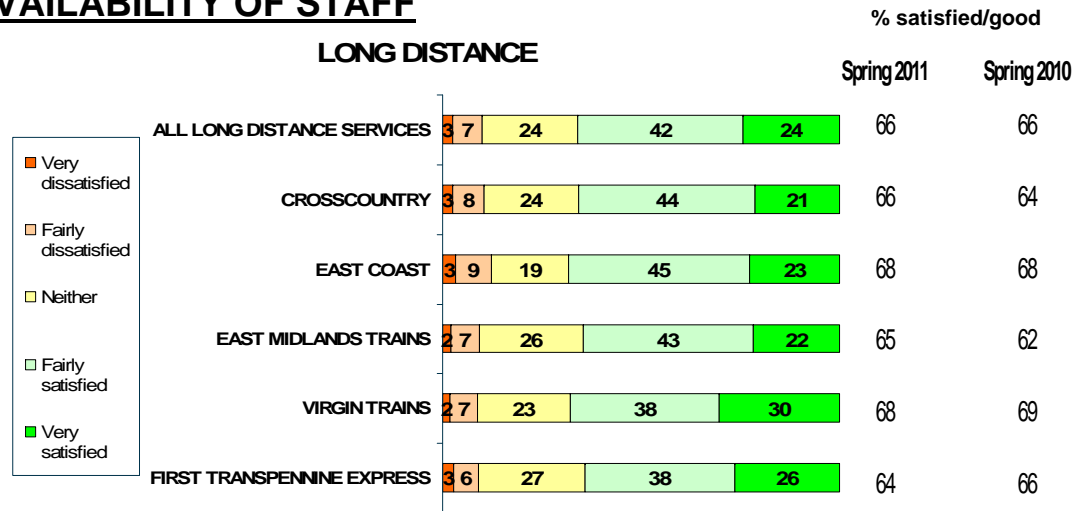 VAILABILITY OF STAFF
% satisfied/good
LONG DISTANCE
Spring 2011 Spring 2010
ALL LONG DISTANCE SERVICES 3 7 24 42 24 66 66
Very
dissatisfied
CROSSCOUNTRY 3 8 24 44 21 66 64
Fairly
dissatisfied
EAST COAST 3 9 19 45 23 68 68
Neither
EAST MIDLANDS TRAINS 2 7 26 43 22 65 62
Fairly
satisfied
VIRGIN TRAINS 2 7 23 38 30 68 69
Very
satisfied
FIRST TRANSPENNINE EXPRESS 3 6 27 38 26 64 66